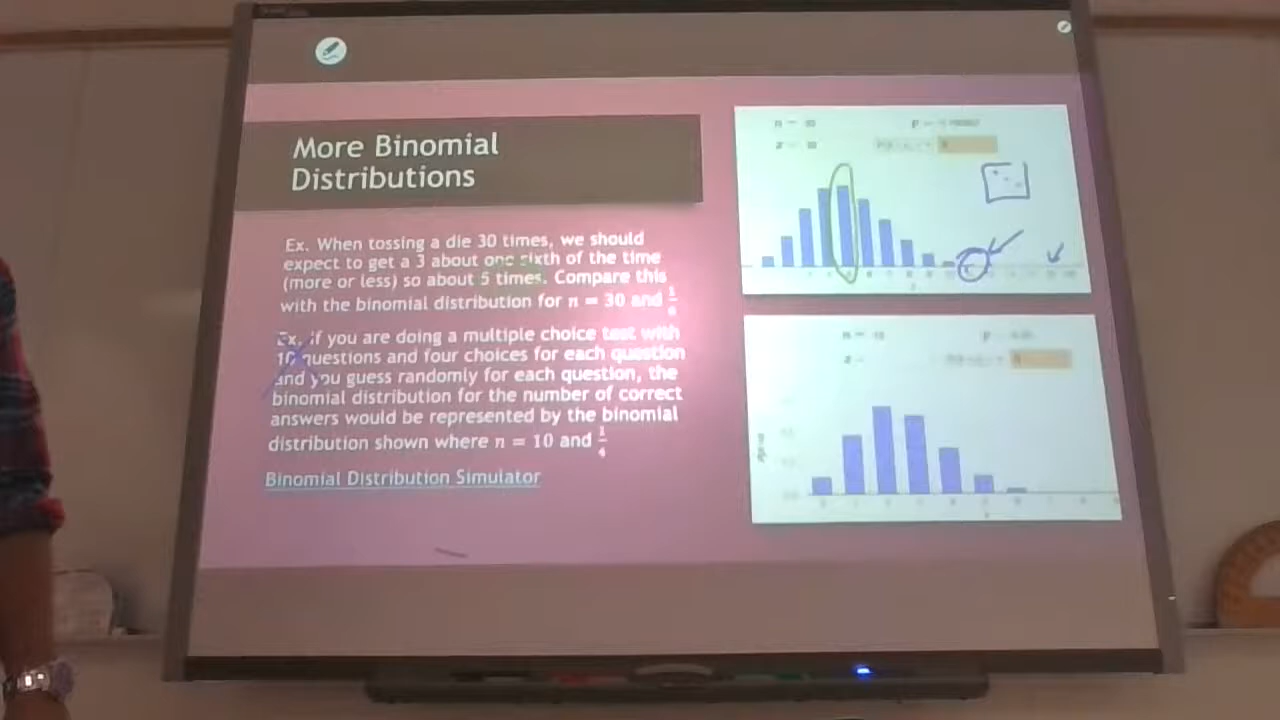 More Binomial
Distributions
Ex. When tossing a die 30 times, we should
expect to get a 3 about one sixth of the time
(more or less) so about 5 times. Compare this
with the binomial distribution for n = 30 and 1/6
Ex. if you are doing a multiple choice test with
10 questions and four choices for each question
and you guess randomly for each question, the
binomial distribution for the number of correct
answers would be represented by the binomial
distribution shown where n = 10 and 1/4
Binomial Distribution Simulator